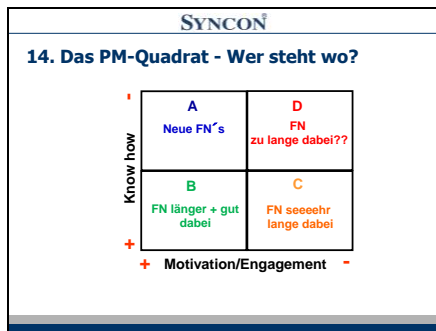 SYNCON
14. Das PM-Quadrat - Wer steht wo?
-
A
Neue FN´s
D
FN
zu lange dabei??
Know how
B
FN länger + gut
dabei
C
FN seeeehr
lange dabei
+
+ Motivation/Engagement -